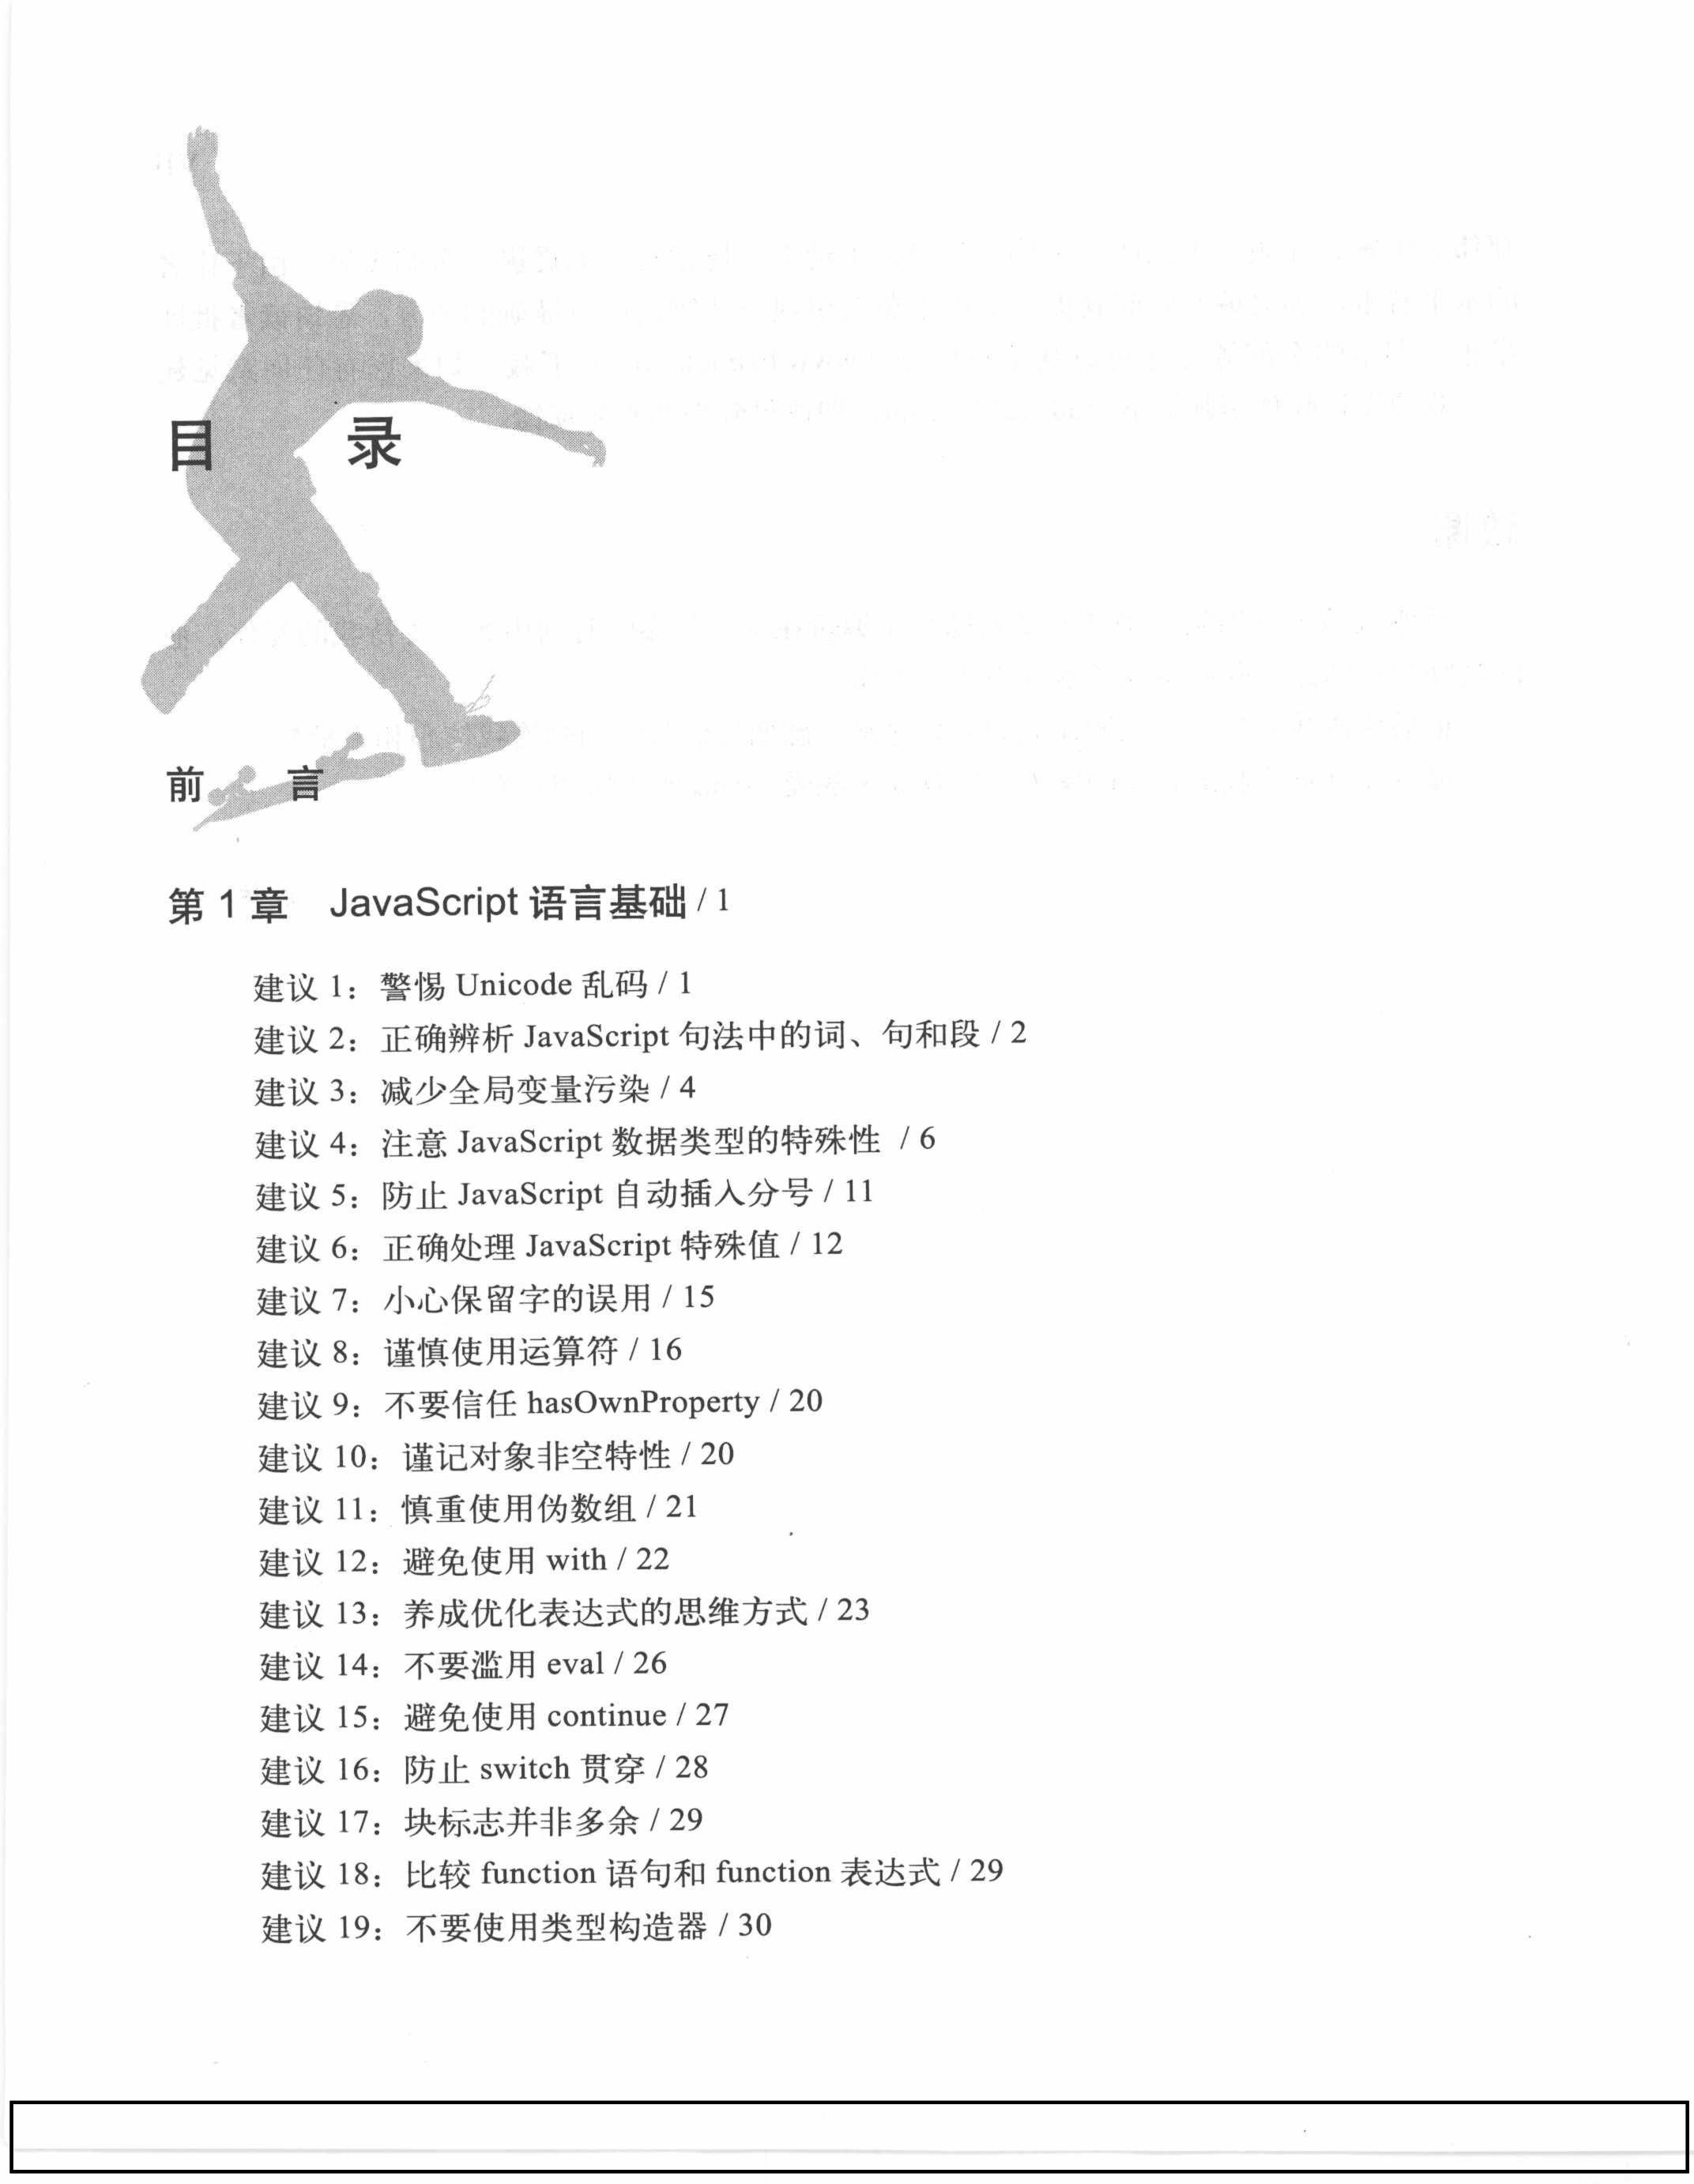 目 录
前 言
第 1 章 JavaScript 语言基础 / 1
建议 1：警惕 Unicode 乱码 / 1
建议 2：正确辨析 JavaScript 句法中的词、句和段 / 2
建议 3：减少全局变量污染 / 4
建议 4：注意 JavaScript 数据类型的特殊性 / 6
建议 5：防止 JavaScript 自动插入分号 / 11
建议 6：正确处理 JavaScript 特殊值 / 12
建议 7：小心保留字的误用 / 15
建议 8：谨慎使用运算符 / 16
建议 9：不要信任 hasOwnProperty / 20
建议 10：谨记对象非空特性 / 20
建议 11：慎重使用伪数组 / 21
建议 12：避免使用 with / 22
建议 13：养成优化表达式的思维方式 / 23
建议 14：不要滥用 eval / 26
建议 15：避免使用 continue / 27
建议 16：防止 switch 贯穿 / 28
建议 17：块标志并非多余 / 29
建议 18：比较 function 语句和 function 表达式 / 29
建议 19：不要使用类型构造器 / 30